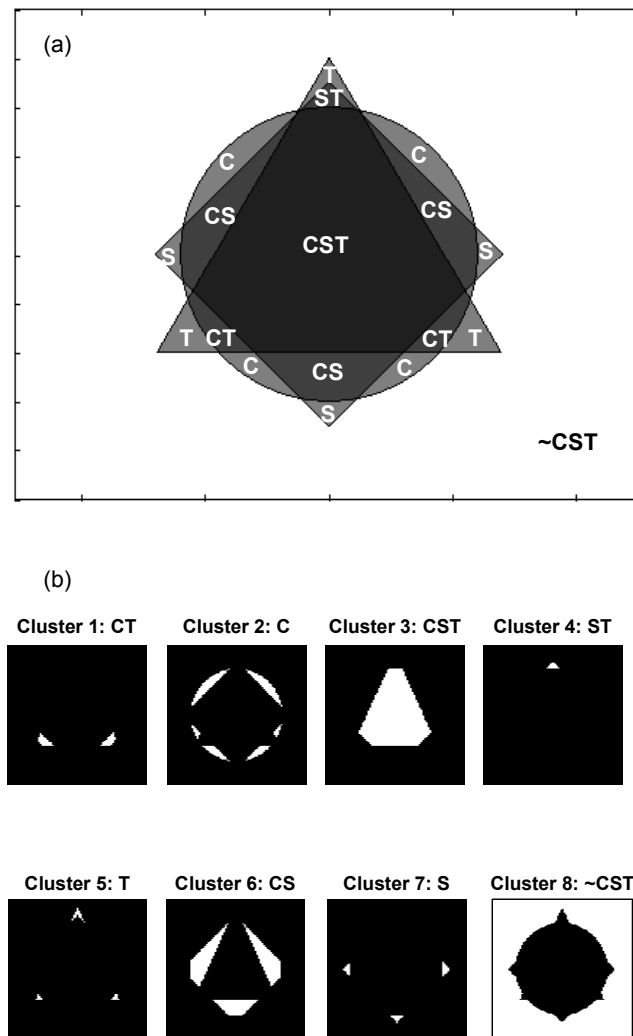 (a)
T
ST
C C
CS CS
CST
S S
T CT CT T
C CS C
S
~CST
(b)
Cluster 1: CT Cluster 2: C Cluster 3: CST Cluster 4: ST
Cluster 5: T Cluster 6: CS Cluster 7: S Cluster 8: ~CST